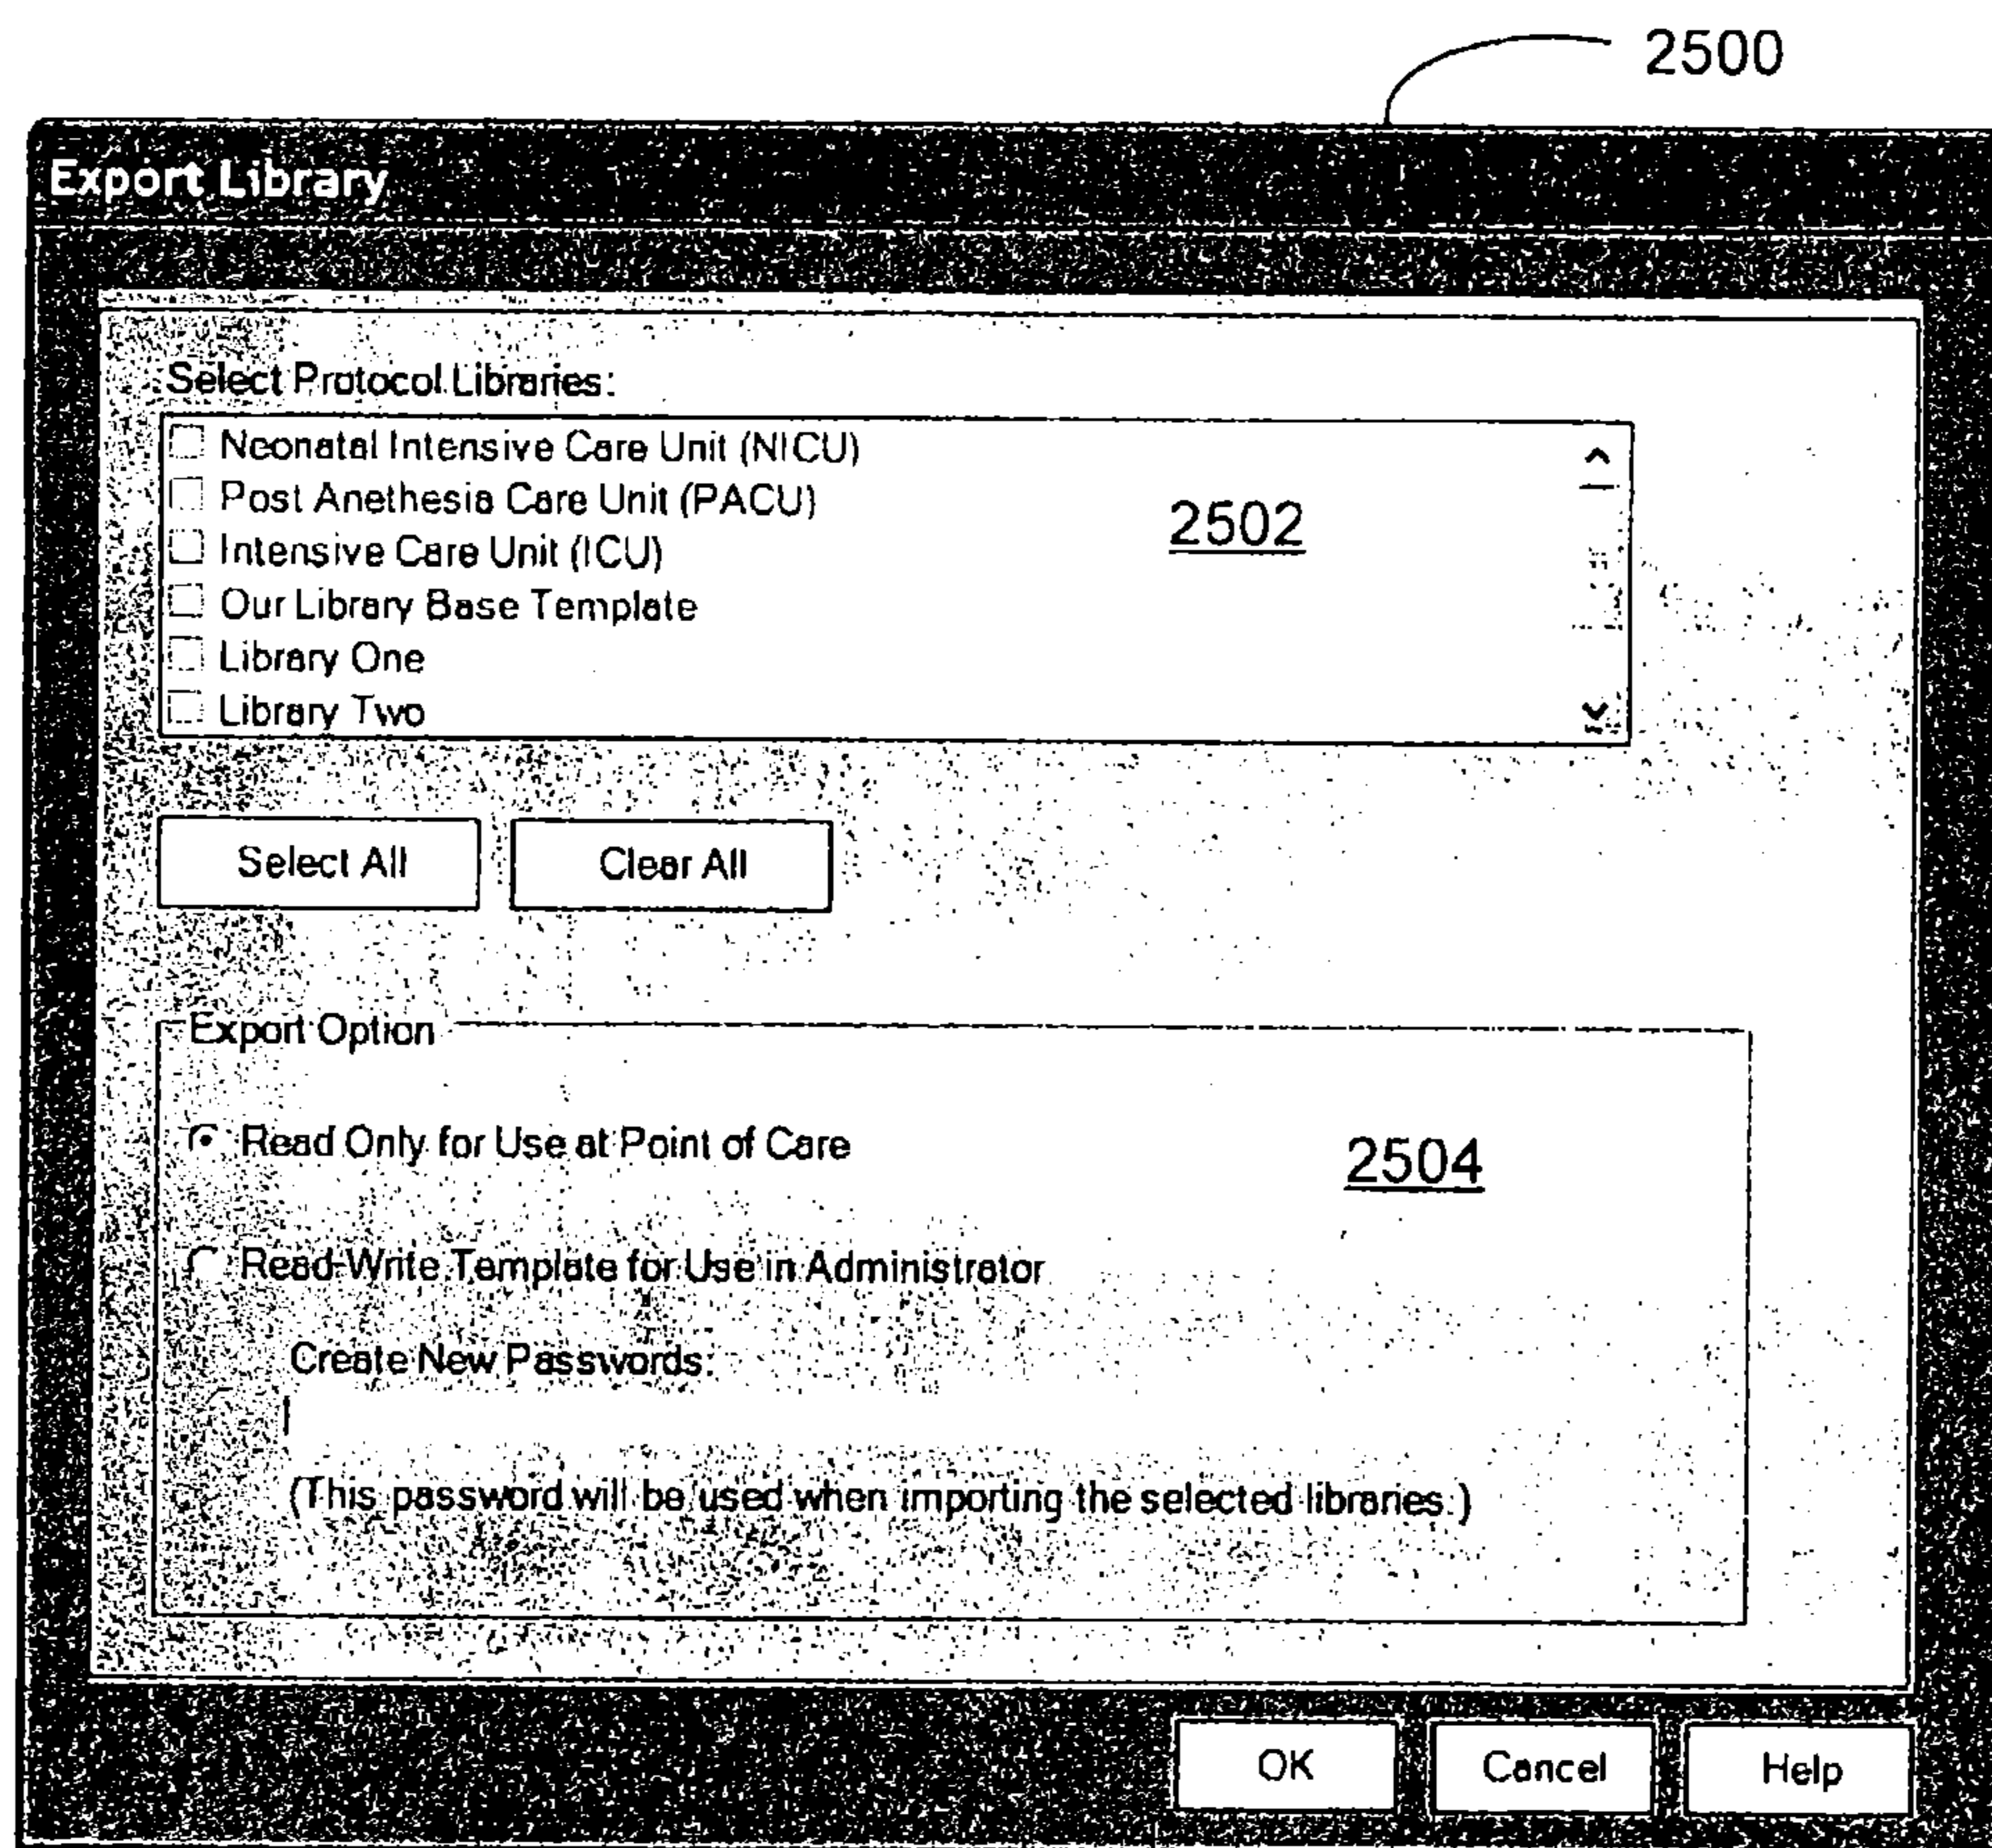 2500
Export Library
Select Protocol Libraries:
Neonatal Intensive Care Unit (NICU)
Post Anethesia Care Unit (PACU)
2502
Intensive Care Unit (ICU)
Our Library Base Template
Library One
Library Two
Select All Clear All
Export Option
Read Only for Use at Point of Care
2504
Read-Write Template for Use in Administrator
Create New Passwords:
(This password will be used when importing the selected libraries.)
OK Cancel Help